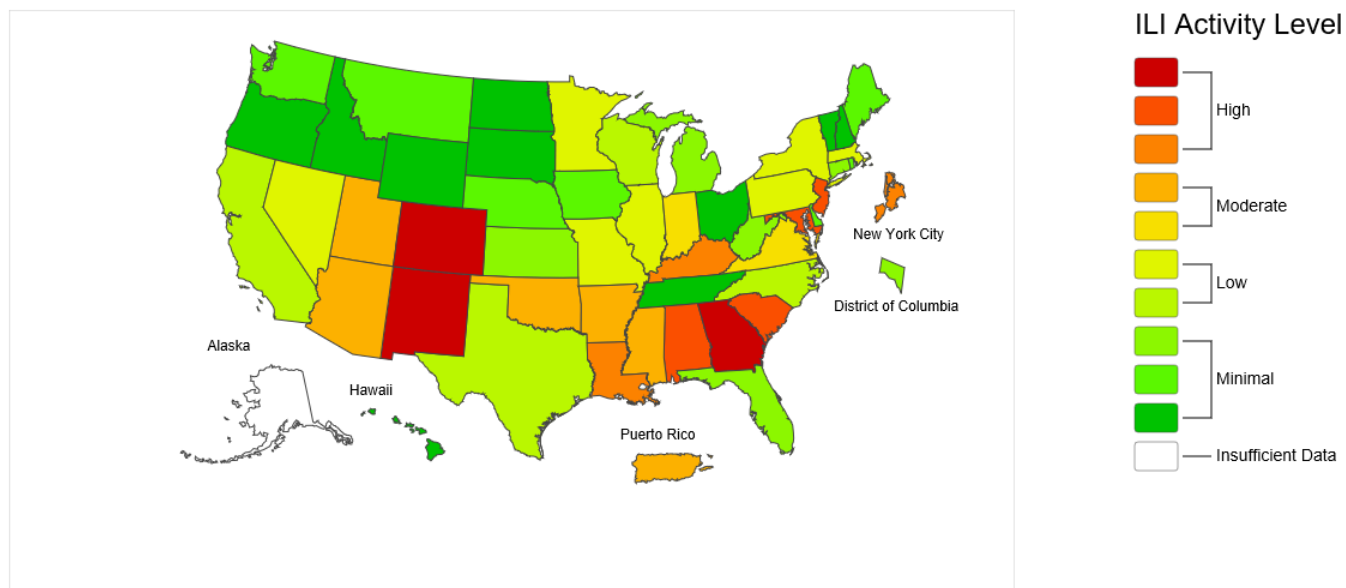 ILI Activity Level
High
Moderate
New York City
Low
District of Columbia
Alaska
Hawaii
Minimal
Puerto Rico
Insufficient Data